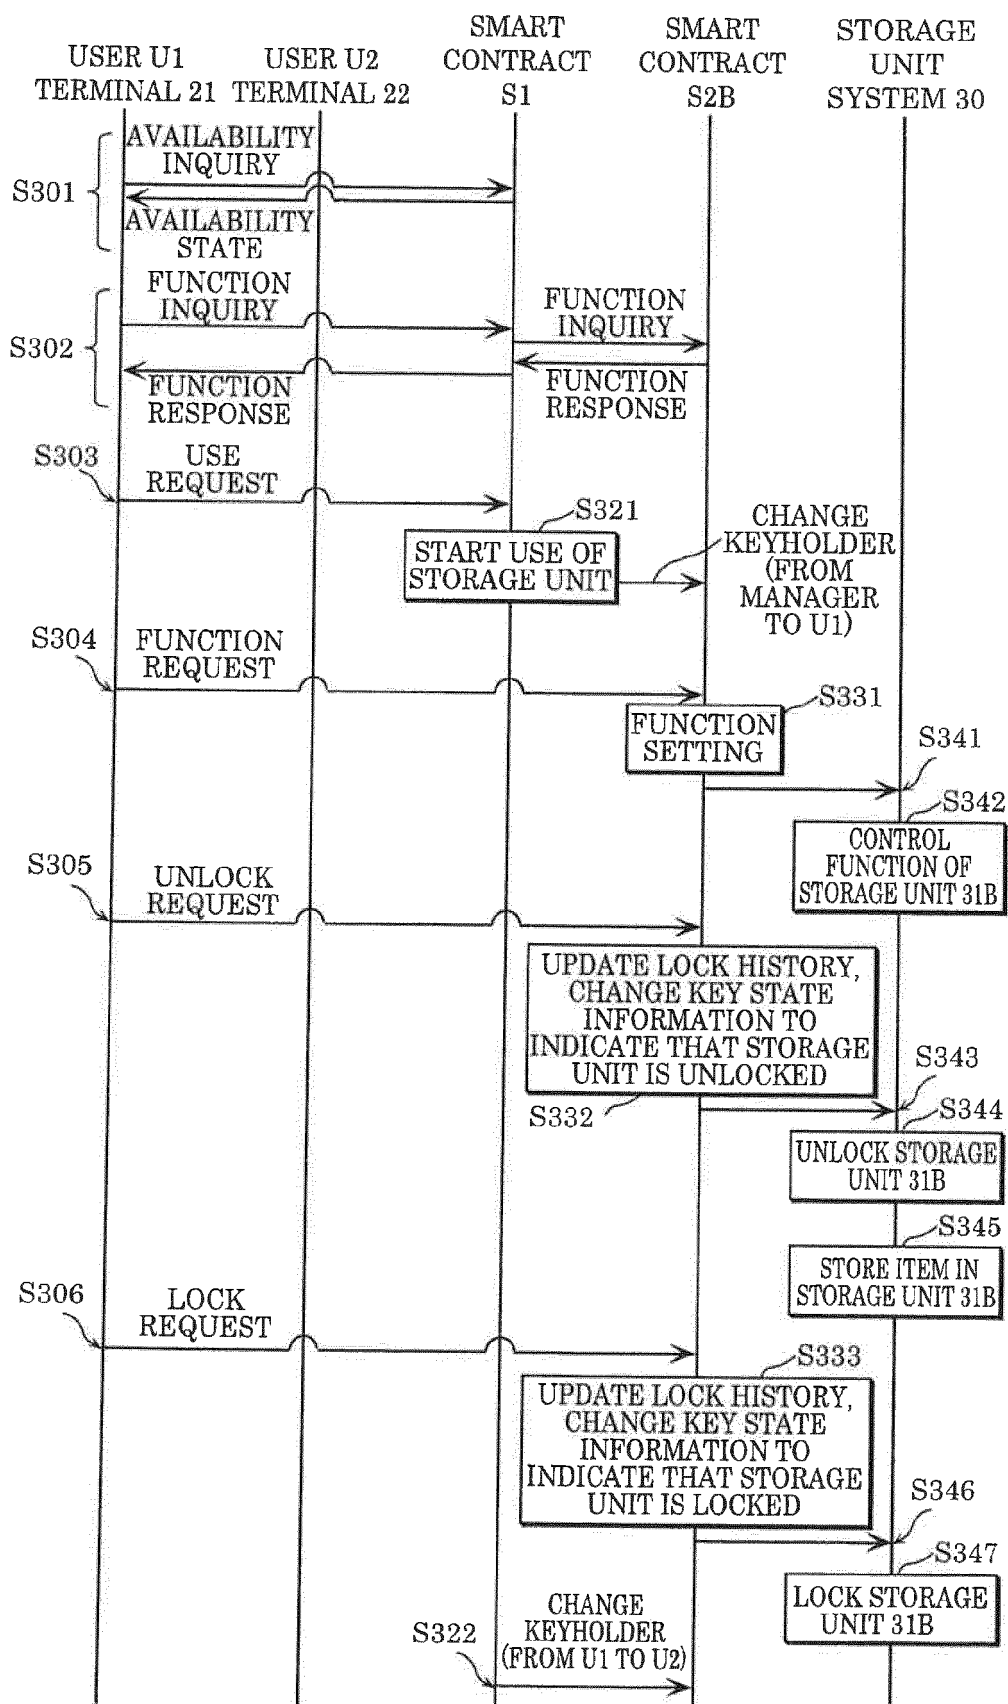 USER U1
TERMINAL 21
USER U2
TERMINAL 22
SMART
CONTRACT
S1
SMART
CONTRACT
S2B
STORAGE
UNIT
SYSTEM 30
S301
AVAILABILITY
INQUIRY
AVAILABILITY
STATE
S302
FUNCTION
INQUIRY
FUNCTION
INQUIRY
FUNCTION
RESPONSE
FUNCTION
RESPONSE
S303
USE
REQUEST
S321
START USE OF
STORAGE UNIT
CHANGE
KEYHOLDER
(FROM
MANAGER
TO U1)
S304
FUNCTION
REQUEST
S331
FUNCTION
SETTING
S341
S342
CONTROL
FUNCTION OF
STORAGE UNIT 31B
S305
UNLOCK
REQUEST
UPDATE LOCK HISTORY,
CHANGE KEY STATE
INFORMATION TO
INDICATE THAT STORAGE
UNIT IS UNLOCKED
S332
S343
S344
UNLOCK STORAGE
UNIT 31B
S345
STORE ITEM IN
STORAGE UNIT 31B
S306
LOCK
REQUEST
S333
UPDATE LOCK HISTORY,
CHANGE KEY STATE
INFORMATION TO
INDICATE THAT STORAGE
UNIT IS LOCKED
S346
S347
LOCK STORAGE
UNIT 31B
S322
CHANGE
KEYHOLDER
(FROM U1 TO U2)